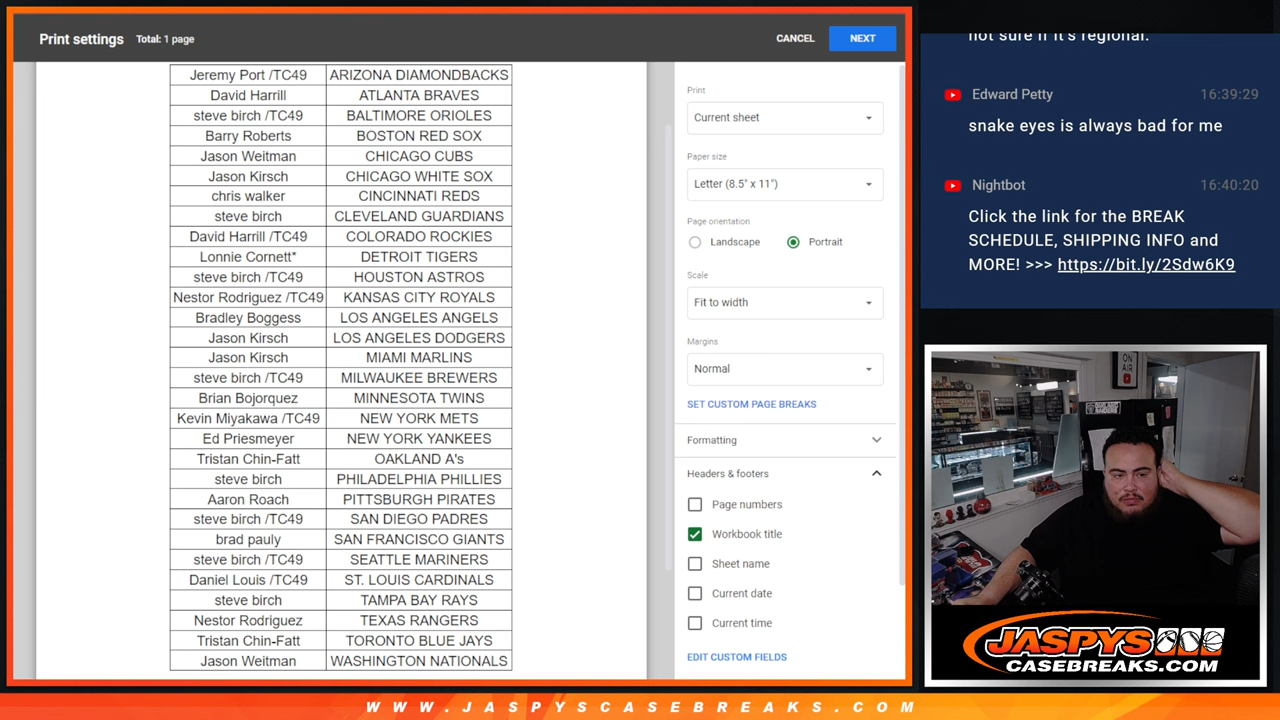 Print settings Total: 1 page
CANCEL NEXT
Jeremy Port /TC49 ARIZONA DIAMONDBACKS
David Harrill ATLANTA BRAVES
steve birch /TC49 BALTIMORE ORIOLES
Barry Roberts BOSTON RED SOX
Jason Weitman CHICAGO CUBS
Jason Kirsch CHICAGO WHITE SOX
chris walker CINCINNATI REDS
steve birch CLEVELAND GUARDIANS
David Harrill /TC49 COLORADO ROCKIES
Lonnie Cornett* DETROIT TIGERS
steve birch /TC49 HOUSTON ASTROS
Nestor Rodriguez /TC49 KANSAS CITY ROYALS
Bradley Boggess LOS ANGELES ANGELS
Jason Kirsch LOS ANGELES DODGERS
Jason Kirsch MIAMI MARLINS
steve birch /TC49 MILWAUKEE BREWERS
Brian Bojorquez MINNESOTA TWINS
Kevin Miyakawa /TC49 NEW YORK METS
Ed Priesmeyer NEW YORK YANKEES
Tristan Chin-Fatt OAKLAND A's
steve birch PHILADELPHIA PHILLIES
Aaron Roach PITTSBURGH PIRATES
steve birch /TC49 SAN DIEGO PADRES
brad pauly SAN FRANCISCO GIANTS
steve birch /TC49 SEATTLE MARINERS
Daniel Louis /TC49 ST. LOUIS CARDINALS
steve birch TAMPA BAY RAYS
Nestor Rodriguez TEXAS RANGERS
Tristan Chin-Fatt TORONTO BLUE JAYS
Jason Weitman WASHINGTON NATIONALS
Print
Current sheet
Paper size
Letter (8.5" x 11")
Page orientation
Landscape Portrait
Scale
Fit to width
Margins
Normal
SET CUSTOM PAGE BREAKS
Formatting
Headers & footers
Page numbers
Workbook title
Sheet name
Current date
Current time
EDIT CUSTOM FIELDS
not sure if it's regional.
Edward Petty 16:39:29
snake eyes is always bad for me
Nightbot 16:40:20
Click the link for the BREAK
SCHEDULE, SHIPPING INFO and
MORE! >>> https://bit.ly/2Sdw6K9
ON
AIR
JASPYS
CASEBREAKS.COM
WWW.JASPYSCASEBREAKS.COM